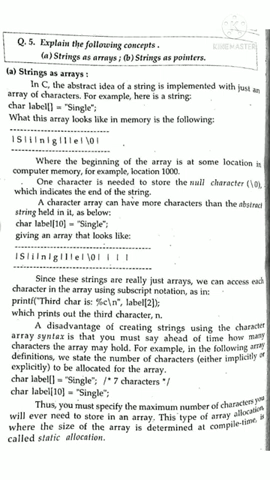 KINEMASTER
Q. 5. Explain the following concepts.
(a) Strings as arrays ; (b) Strings as pointers.
(a) Strings as arrays :
In C, the abstract idea of a string is implemented with just an
array of characters. For example, here is a string:
char label[] = "Single";
What this array looks like in memory is the following:
------------------------------
|S|i|n|g|l|e|\0|
------------------------------
Where the beginning of the array is at some location in
computer memory, for example, location 1000.
One character is needed to store the null character (\0),
which indicates the end of the string.
A character array can have more characters than the abstract
string held in it, as below:
char label[10] = "Single";
giving an array that looks like:
------------------------------
|S|i|n|g|l|e|\0| | | |
------------------------------
Since these strings are really just arrays, we can access each
character in the array using subscript notation, as in:
printf("Third char is: %c\n", label[2]);
which prints out the third character, n.
A disadvantage of creating strings using the character
array syntax is that you must say ahead of time how many
characters the array may hold. For example, in the following array
definitions, we state the number of characters (either implicitly or
explicitly) to be allocated for the array.
char label[] = "Single"; /* 7 characters */
char label[10] = "Single";
Thus, you must specify the maximum number of characters you
will ever need to store in an array. This type of array allocation,
where the size of the array is determined at compile-time, is
called static allocation.